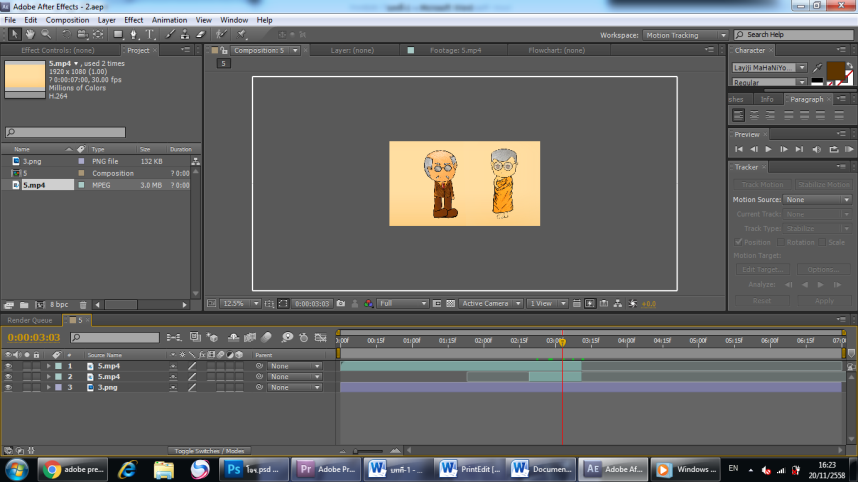 Adobe After Effects - 2.aep
File Edit Composition Layer Effect Animation View Window Help
Workspace: Motion Tracking Search Help
Effect Controls: (none) Project
Composition: 5 Layer: (none) Footage: 5.mp4 Flowchart: (none)
5
5.mp4 , used 2 times
1920 x 1080 (1.00)
? 0:00:07:00, 30.00 fps
Millions of Colors
H.264
Name Type Size Duration
3.png PNG file 132 KB
5 Composition ? 0:00
5.mp4 MPEG 3.0 MB ? 0:00
8 bpc
12.5% 0:00:03:03 Full Active Camera 1 View +0.0
Character
Layiji MaHaNiYo...
Regular
Info Paragraph
Preview
Tracker
Track Motion Stabilize Motion
Motion Source: None
Current Track: None
Track Type: Stabilize
Position Rotation Scale
Motion Target:
Edit Target... Options...
Analyze:
Reset Apply
Render Queue 5
0:00:03:03
00:15f 01:00f 01:15f 02:00f 02:15f 03:00f 03:15f 04:00f 04:15f 05:00f 05:15f 06:00f 06:15f 07:00
# Source Name Parent
1 5.mp4 None
2 5.mp4 None
3 3.png None
Toggle Switches / Modes
adobe pre... Adobe Pr... PrintEdit [... Documen... Adobe Af... Windows ... EN 16:23
20/11/2558